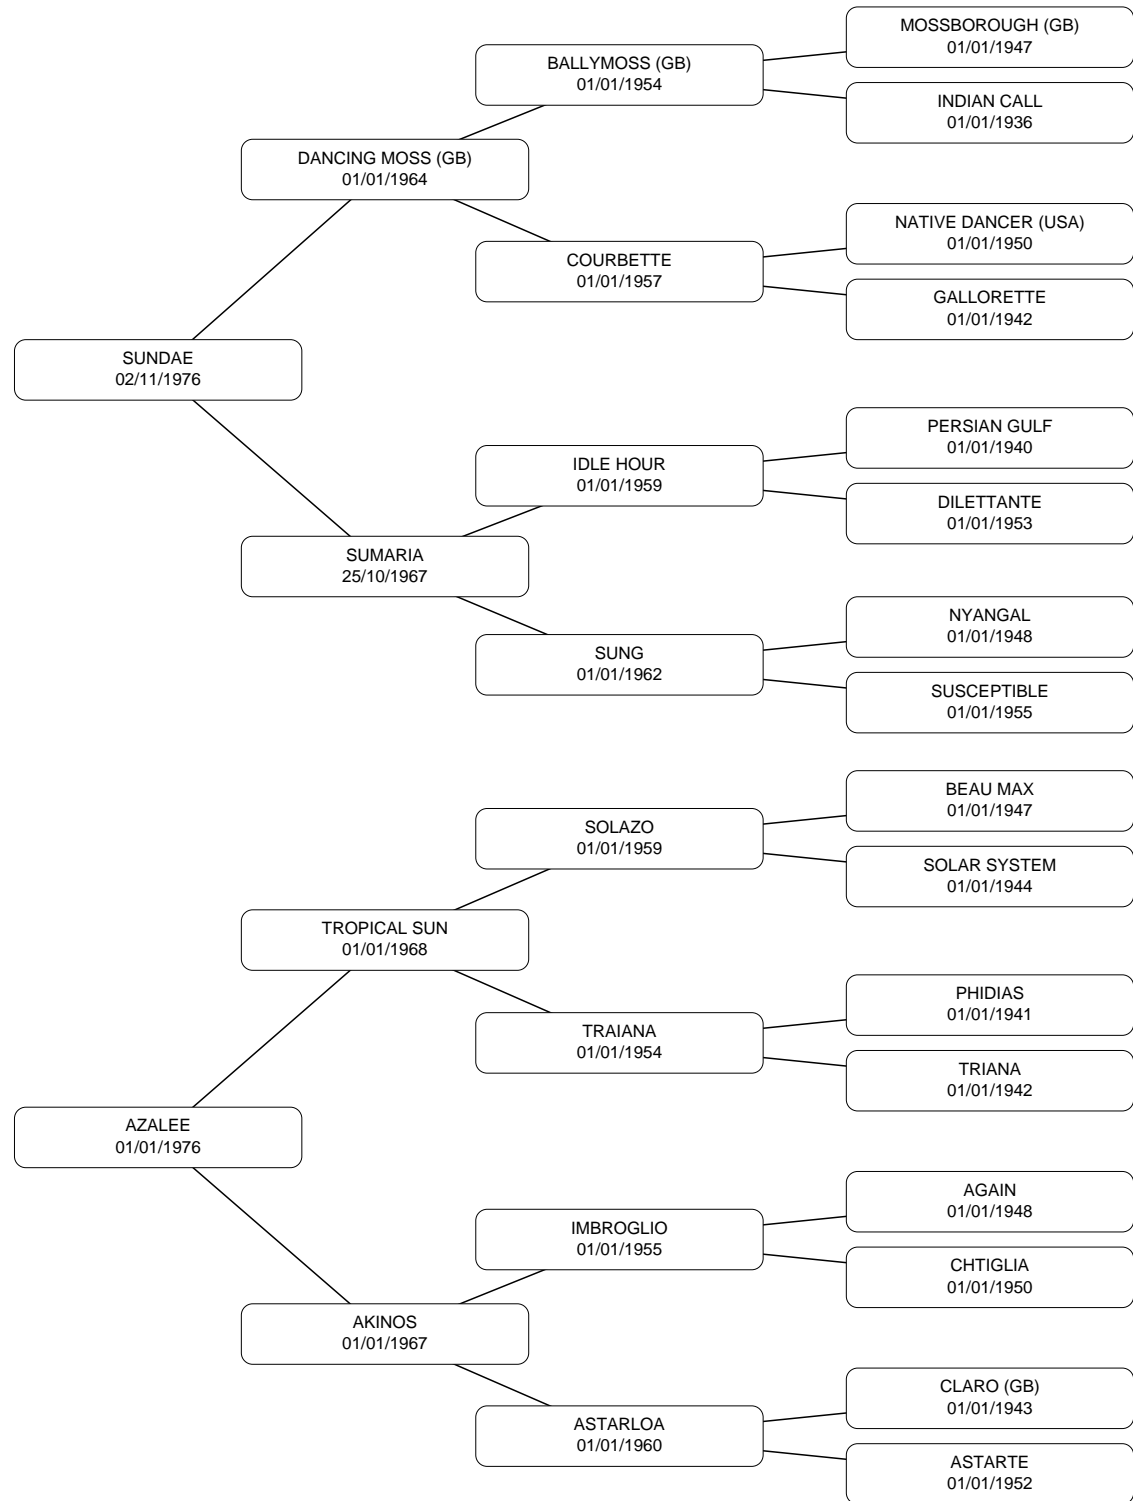 MOSSBOROUGH (GB)
01/01/1947
BALLYMOSS (GB)
01/01/1954
INDIAN CALL
01/01/1936
DANCING MOSS (GB)
01/01/1964
NATIVE DANCER (USA)
01/01/1950
COURBETTE
01/01/1957
GALLORETTE
01/01/1942
SUNDAE
02/11/1976
PERSIAN GULF
01/01/1940
IDLE HOUR
01/01/1959
DILETTANTE
01/01/1953
SUMARIA
25/10/1967
NYANGAL
01/01/1948
SUNG
01/01/1962
SUSCEPTIBLE
01/01/1955
BEAU MAX
01/01/1947
SOLAZO
01/01/1959
SOLAR SYSTEM
01/01/1944
TROPICAL SUN
01/01/1968
PHIDIAS
01/01/1941
TRAIANA
01/01/1954
TRIANA
01/01/1942
AZALEE
01/01/1976
AGAIN
01/01/1948
IMBROGLIO
01/01/1955
CHTIGLIA
01/01/1950
AKINOS
01/01/1967
CLARO (GB)
01/01/1943
ASTARLOA
01/01/1960
ASTARTE
01/01/1952